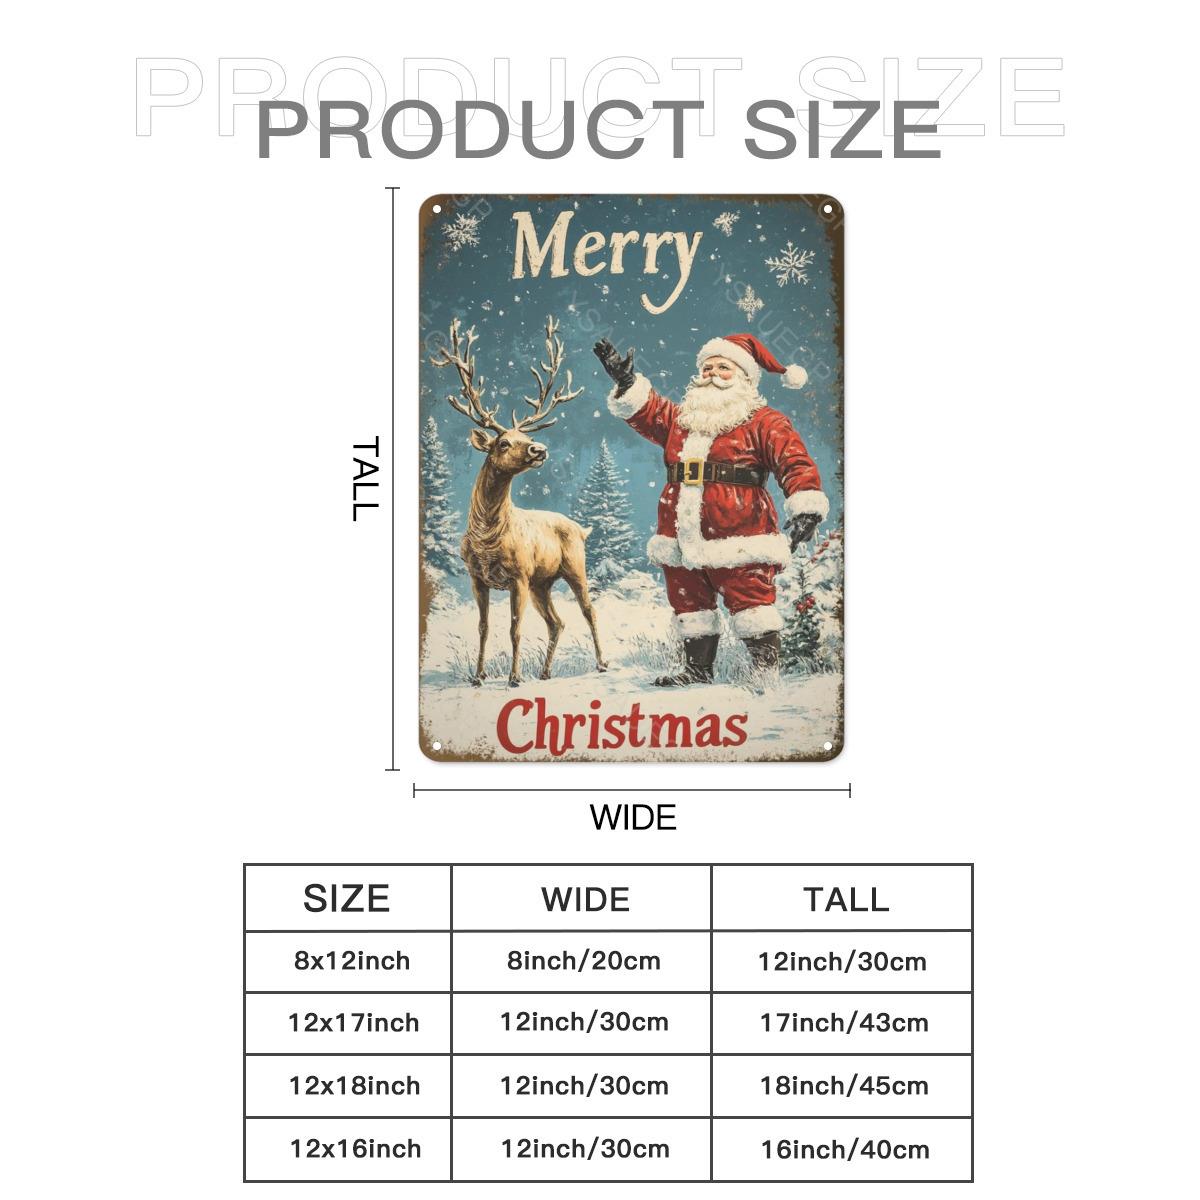 PRODUCT SIZE
PRODUCT SIZE
Merry
Christmas
TALL
WIDE
SIZE WIDE TALL
8x12inch 8inch/20cm 12inch/30cm
12x17inch 12inch/30cm 17inch/43cm
12x18inch 12inch/30cm 18inch/45cm
12x16inch 12inch/30cm 16inch/40cm